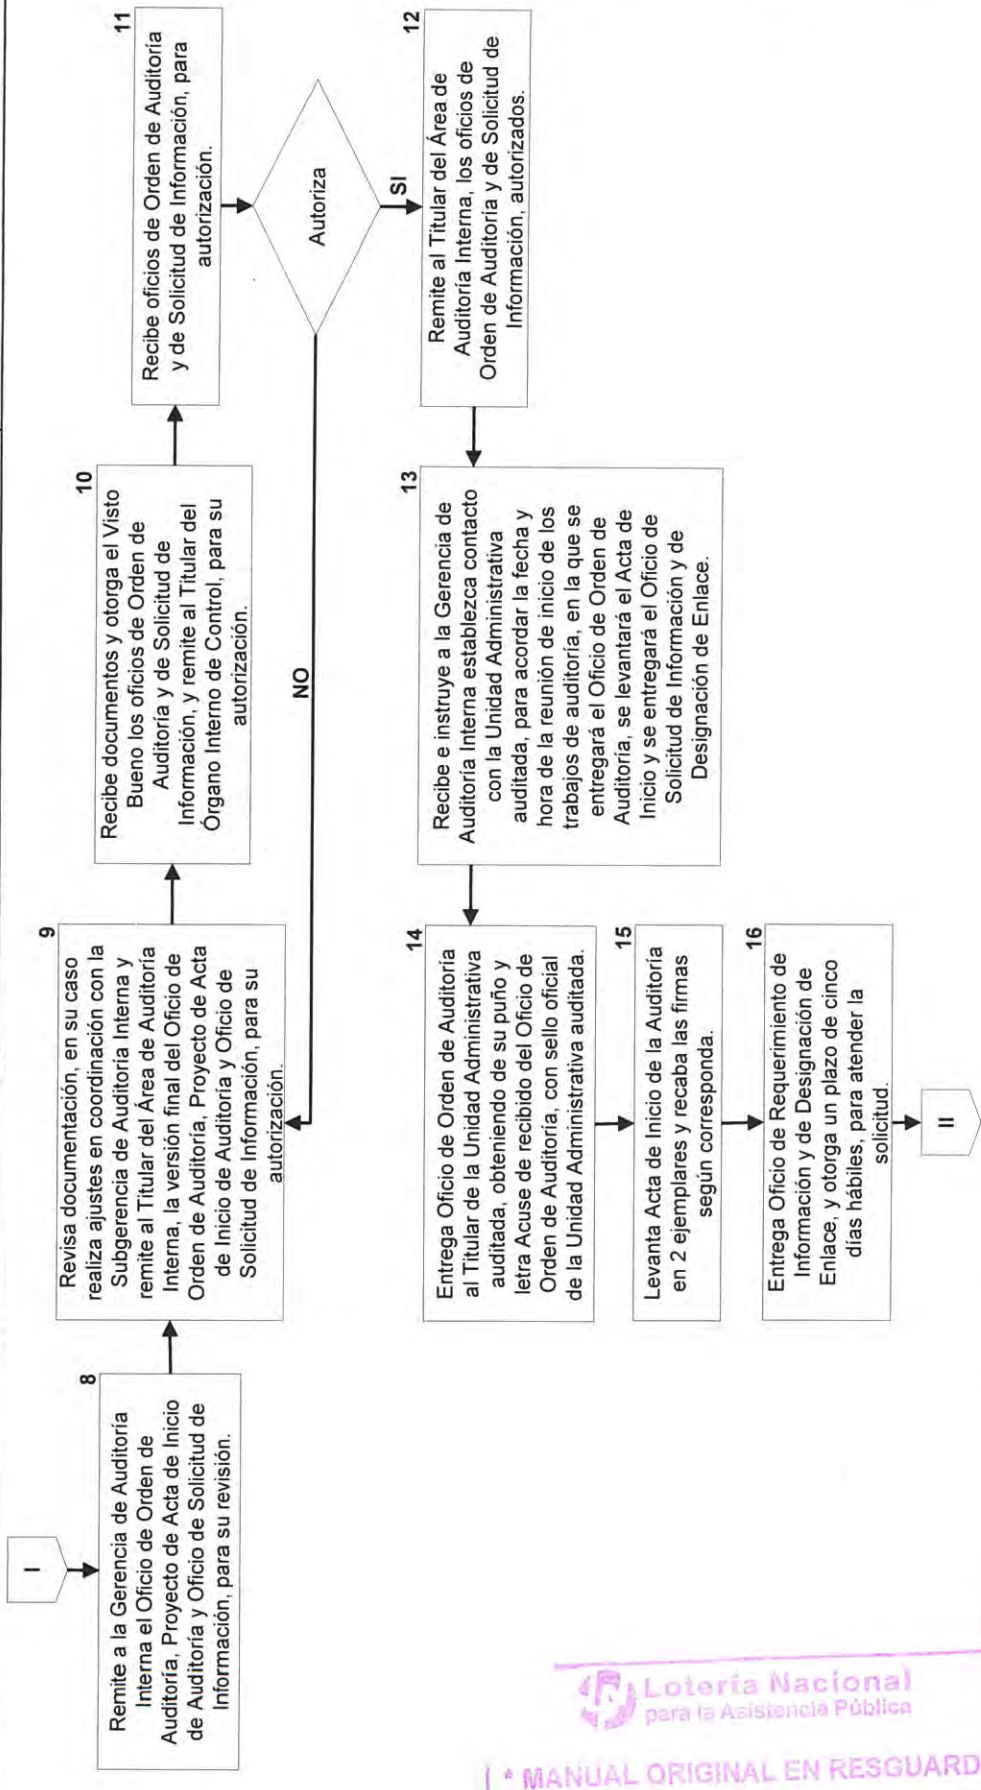 I
8
Remite a la Gerencia de Auditoría
Interna el Oficio de Orden de
Auditoría, Proyecto de Acta de Inicio
de Auditoría y Oficio de Solicitud de
Información, para su revisión.
9
Revisa documentación, en su caso
realiza ajustes en coordinación con la
Subgerencia de Auditoría Interna y
remite al Titular del Área de Auditoría
Interna, la versión final del Oficio de
Orden de Auditoría, Proyecto de Acta
de Inicio de Auditoría y Oficio de
Solicitud de Información, para su
autorización.
10
Recibe documentos y otorga el Visto
Bueno los oficios de Orden de
Auditoría y de Solicitud de
Información, y remite al Titular del
Órgano Interno de Control, para su
autorización.
11
Recibe oficios de Orden de Auditoría
y de Solicitud de Información, para
autorización.
Autoriza
NO
SI
12
Remite al Titular del Área de
Auditoría Interna, los oficios de
Orden de Auditoría y de Solicitud de
Información, autorizados.
13
Recibe e instruye a la Gerencia de
Auditoría Interna establezca contacto
con la Unidad Administrativa
auditada, para acordar la fecha y
hora de la reunión de inicio de los
trabajos de auditoría, en la que se
entregará el Oficio de Orden de
Auditoría, se levantará el Acta de
Inicio y se entregará el Oficio de
Solicitud de Información y de
Designación de Enlace.
14
Entrega Oficio de Orden de Auditoría
al Titular de la Unidad Administrativa
auditada, obteniendo de su puño y
letra Acuse de recibido del Oficio de
Orden de Auditoría, con sello oficial
de la Unidad Administrativa auditada.
15
Levanta Acta de Inicio de la Auditoría
en 2 ejemplares y recaba las firmas
según corresponda.
16
Entrega Oficio de Requerimiento de
Información y de Designación de
Enlace, y otorga un plazo de cinco
días hábiles, para atender la
solicitud.
II
Lotería Nacional
para la Asistencia Pública
* MANUAL ORIGINAL EN RESGUARD